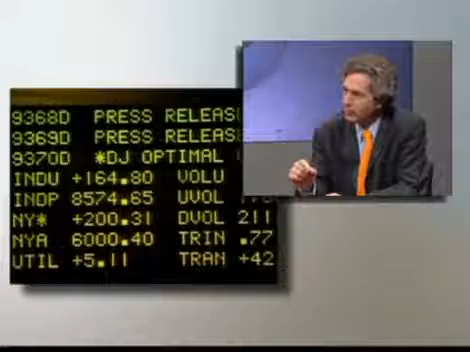 9368D PRESS RELEAS
9369D PRESS RELEAS
9370D *DJ OPTIMAL
INDU +164.80 VOLU
INDP 8574.65 UVOL
NY* +200.31 DVOL 211
NYA 6000.40 TRIN .77
UTIL +5.11 TRAN +42